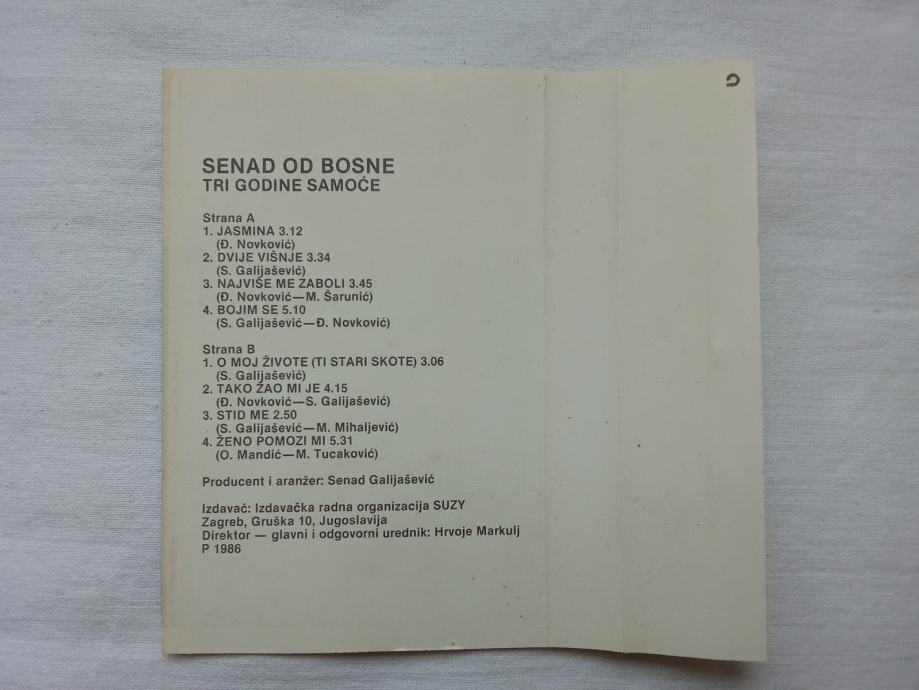 SENAD OD BOSNE
TRI GODINE SAMOĆE
Strana A
1. JASMINA 3.12
(Đ. Novković)
2. DVIJE VIŠNJE 3.34
(S. Galijašević)
3. NAJVIŠE ME ZABOLI 3.45
(Đ. Novković—M. Šarunić)
4. BOJIM SE 5.10
(S. Galijašević—Đ. Novković)
Strana B
1. O MOJ ŽIVOTE (TI STARI SKOTE) 3.06
(S. Galijašević)
2. TAKO ŽAO MI JE 4.15
(Đ. Novković—S. Galijašević)
3. STID ME 2.50
(S. Galijašević—M. Mihaljević)
4. ŽENO POMOZI MI 5.31
(O. Mandić—M. Tucaković)
Producent i aranžer: Senad Galijašević
Izdavač: Izdavačka radna organizacija SUZY
Zagreb, Gruška 10, Jugoslavija
Direktor — glavni i odgovorni urednik: Hrvoje Markulj
P 1986